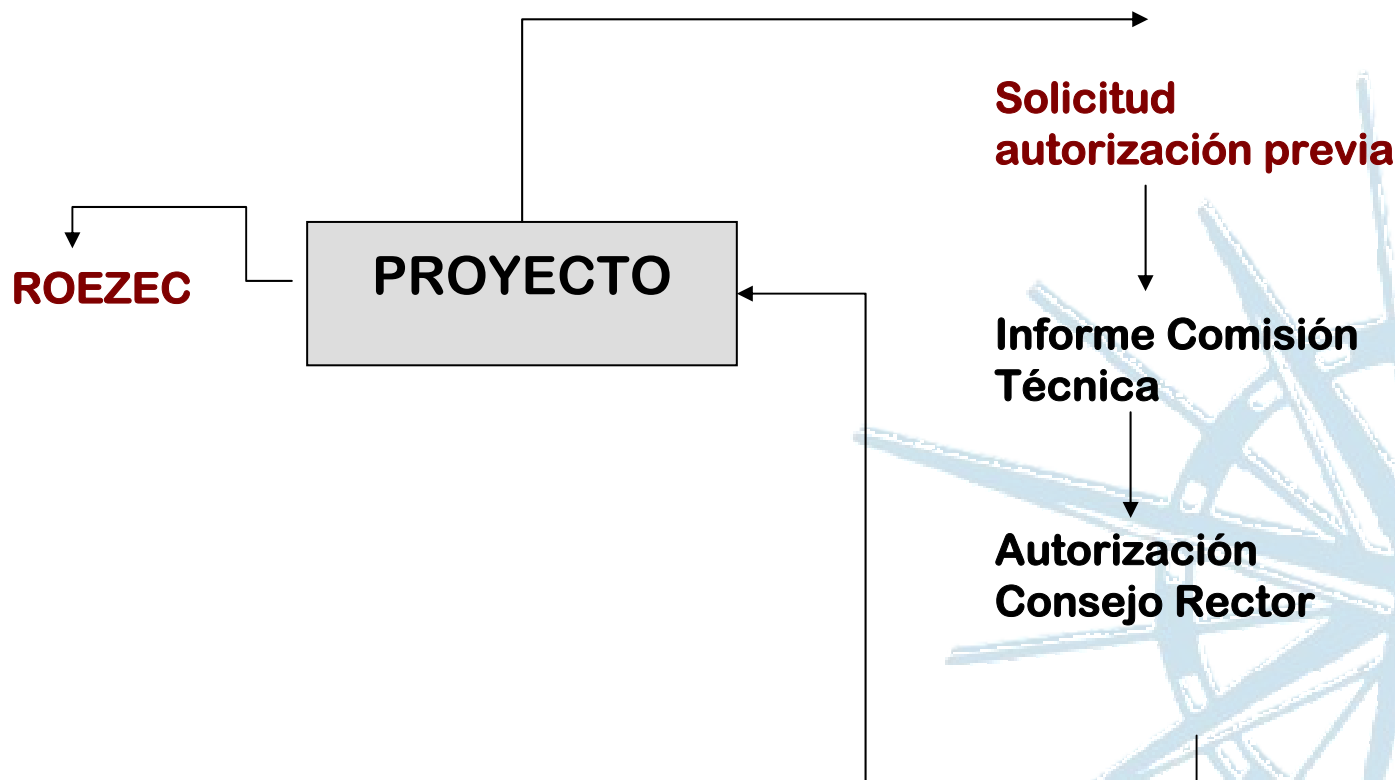 Solicitud
autorización previa
ROEZEC
PROYECTO
Informe Comisión
Técnica
Autorización
Consejo Rector